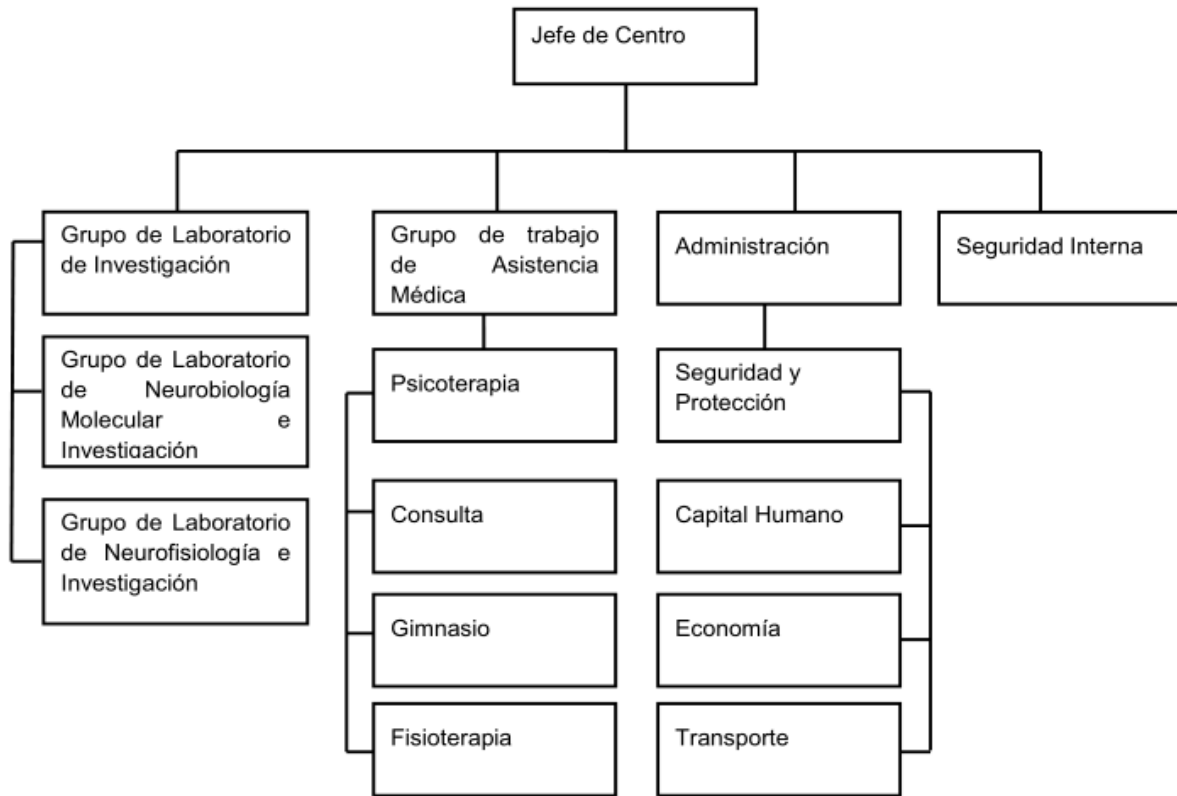 Jefe de Centro
Grupo de Laboratorio
de Investigación
Grupo de trabajo
de Asistencia
Médica
Administración
Seguridad Interna
Grupo de Laboratorio
de Neurobiología
Molecular e
Investigación
Psicoterapia
Seguridad y
Protección
Grupo de Laboratorio
de Neurofisiología e
Investigación
Consulta
Capital Humano
Gimnasio
Economía
Fisioterapia
Transporte